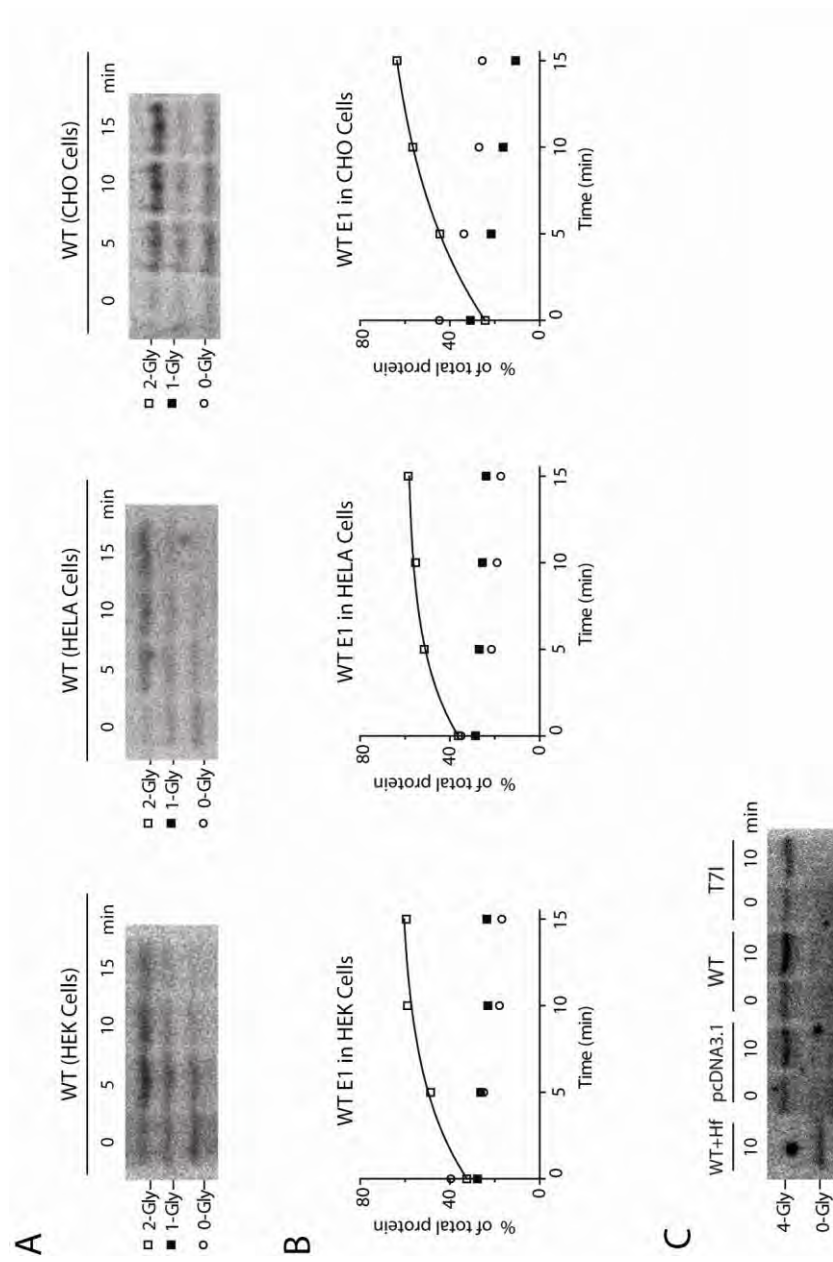 A
WT (HEK Cells)
0 5 10 15 min
2-Gly
1-Gly
0-Gly
WT (HELA Cells)
0 5 10 15 min
2-Gly
1-Gly
0-Gly
WT (CHO Cells)
0 5 10 15 min
2-Gly
1-Gly
0-Gly
B
WT E1 in HEK Cells
% of total protein
80
40
0
0 5 10 15
Time (min)
WT E1 in HELA Cells
% of total protein
80
40
0
0 5 10 15
Time (min)
WT E1 in CHO Cells
% of total protein
80
40
0
0 5 10 15
Time (min)
C
WT+Hf pcDNA3.1 WT T7I
10 0 10 0 10 0 10 min
4-Gly
0-Gly